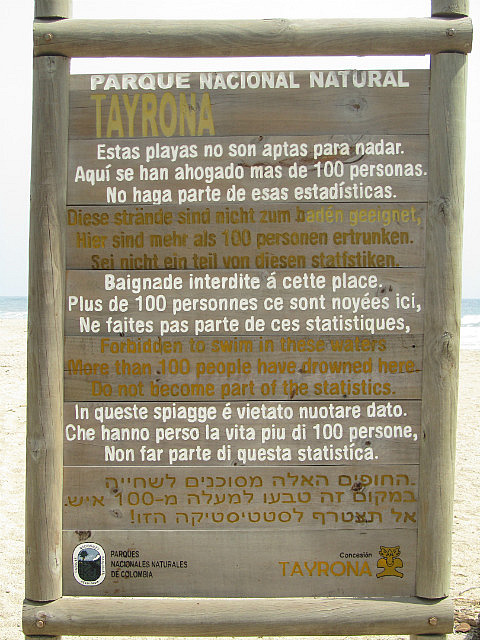 PARQUE NACIONAL NATURAL
TAYRONA
Estas playas no son aptas para nadar.
Aquí se han ahogado mas de 100 personas.
No haga parte de esas estadísticas.
Diese strände sind nicht zum badén geeignet,
Hier sind mehr als 100 personen ertrunken.
Sei nicht ein teil von diesen statfstiken.
Baignade interdite á cette place.
Plus de 100 personnes ce sont noyées ici,
Ne faites pas parte de ces statistiques,
Forbidden to swim in these waters
More than 100 people have drowned here.
Do not become part of the statistics.
In queste spiagge é vietato nuotare dato.
Che hanno perso la vita piu di 100 persone,
Non far parte di questa statistica.
החופים האלה מסוכנים לשחייה.
במקום זה טבעו למעלה מ-100 איש.
אל תצטרף לסטטיסטיקה הזו!
PARQUES
NACIONALES NATURALES
DE COLOMBIA
Concesión
TAYRONA